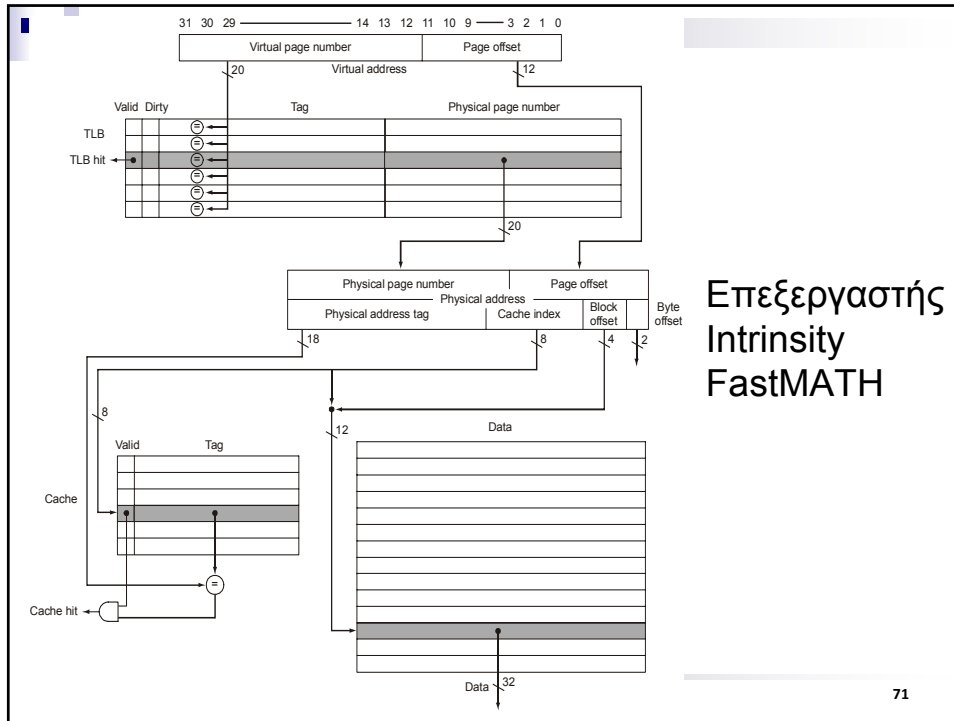 31 30 29 14 13 12 11 10 9 3 2 1 0
Virtual page number Page offset
Virtual address
20 12
Valid Dirty Tag Physical page number
TLB
=
=
TLB hit =
=
=
=
20
Physical page number Page offset
Physical address
Physical address tag Cache index Block offset Byte offset
18 8 4 2
Επεξεργαστής
Intrinsity
FastMATH
8
12
Data
Valid Tag
Cache
=
Cache hit
Data 32
71